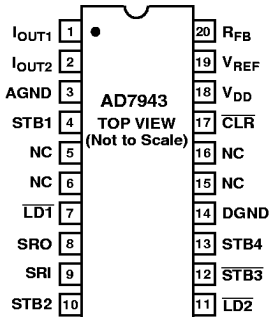 IOUT1 1 20 RFB
IOUT2 2 19 VREF
AGND 3 18 VDD
AD7943
STB1 4 TOP VIEW 17 CLR
(Not to Scale)
NC 5 16 NC
NC 6 15 NC
LD1 7 14 DGND
SRO 8 13 STB4
SRI 9 12 STB3
STB2 10 11 LD2